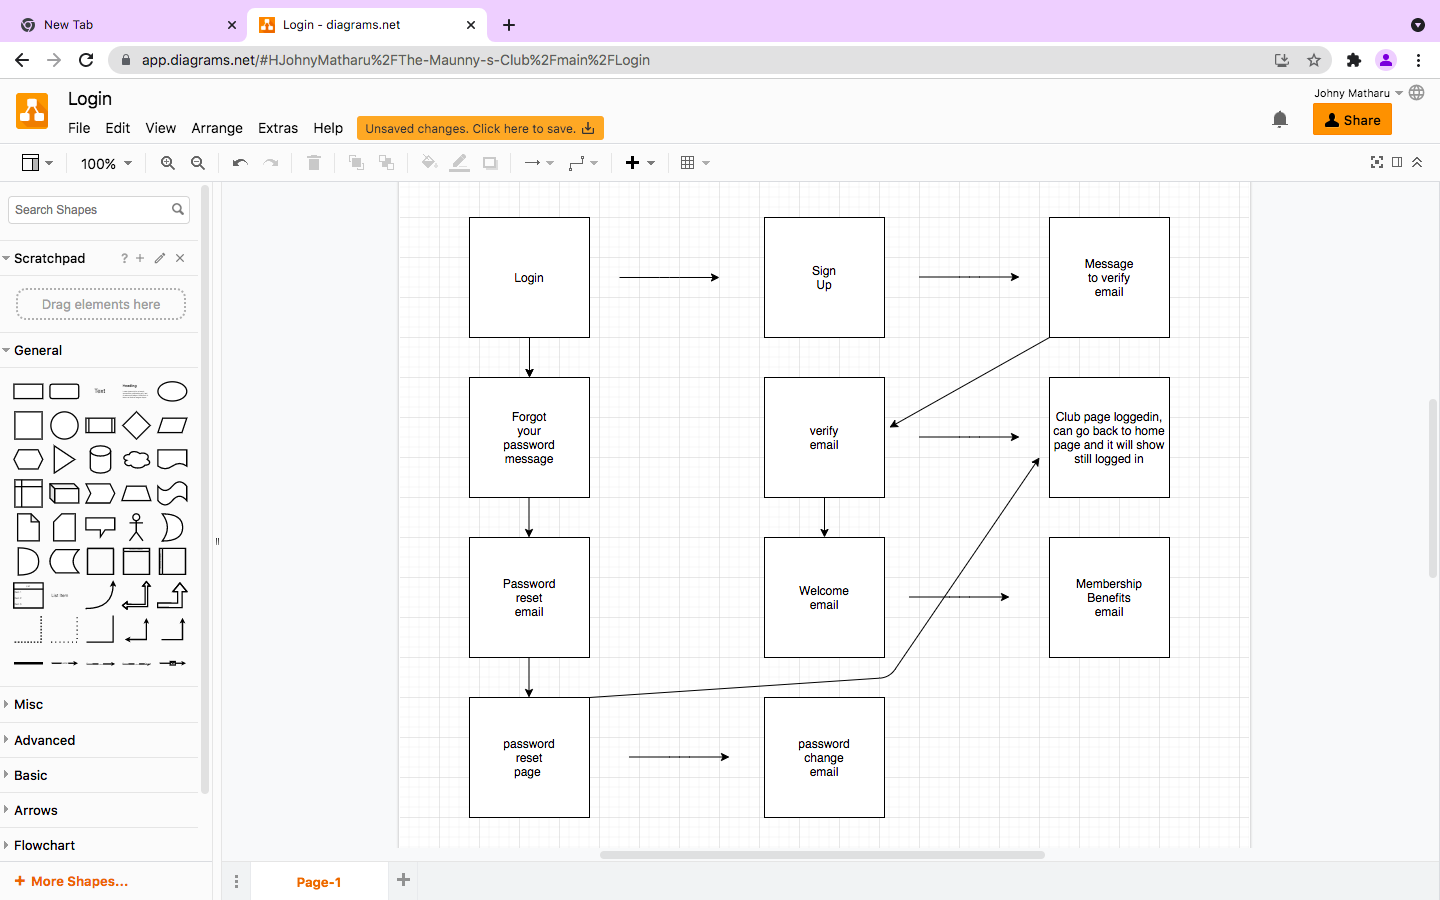 New Tab
Login - diagrams.net
app.diagrams.net/#HJohnyMatharu%2FThe-Maunny-s-Club%2Fmain%2FLogin
Login
Johny Matharu
File Edit View Arrange Extras Help
Unsaved changes. Click here to save.
Share
100%
Search Shapes
Scratchpad
?
Drag elements here
General
Text
Heading
List Item
Misc
Advanced
Basic
Arrows
Flowchart
+ More Shapes...
Login
Sign
Up
Message
to verify
email
Forgot
your
password
message
verify
email
Club page loggedin,
can go back to home
page and it will show
still logged in
Password
reset
email
Welcome
email
Membership
Benefits
email
password
reset
page
password
change
email
Page-1